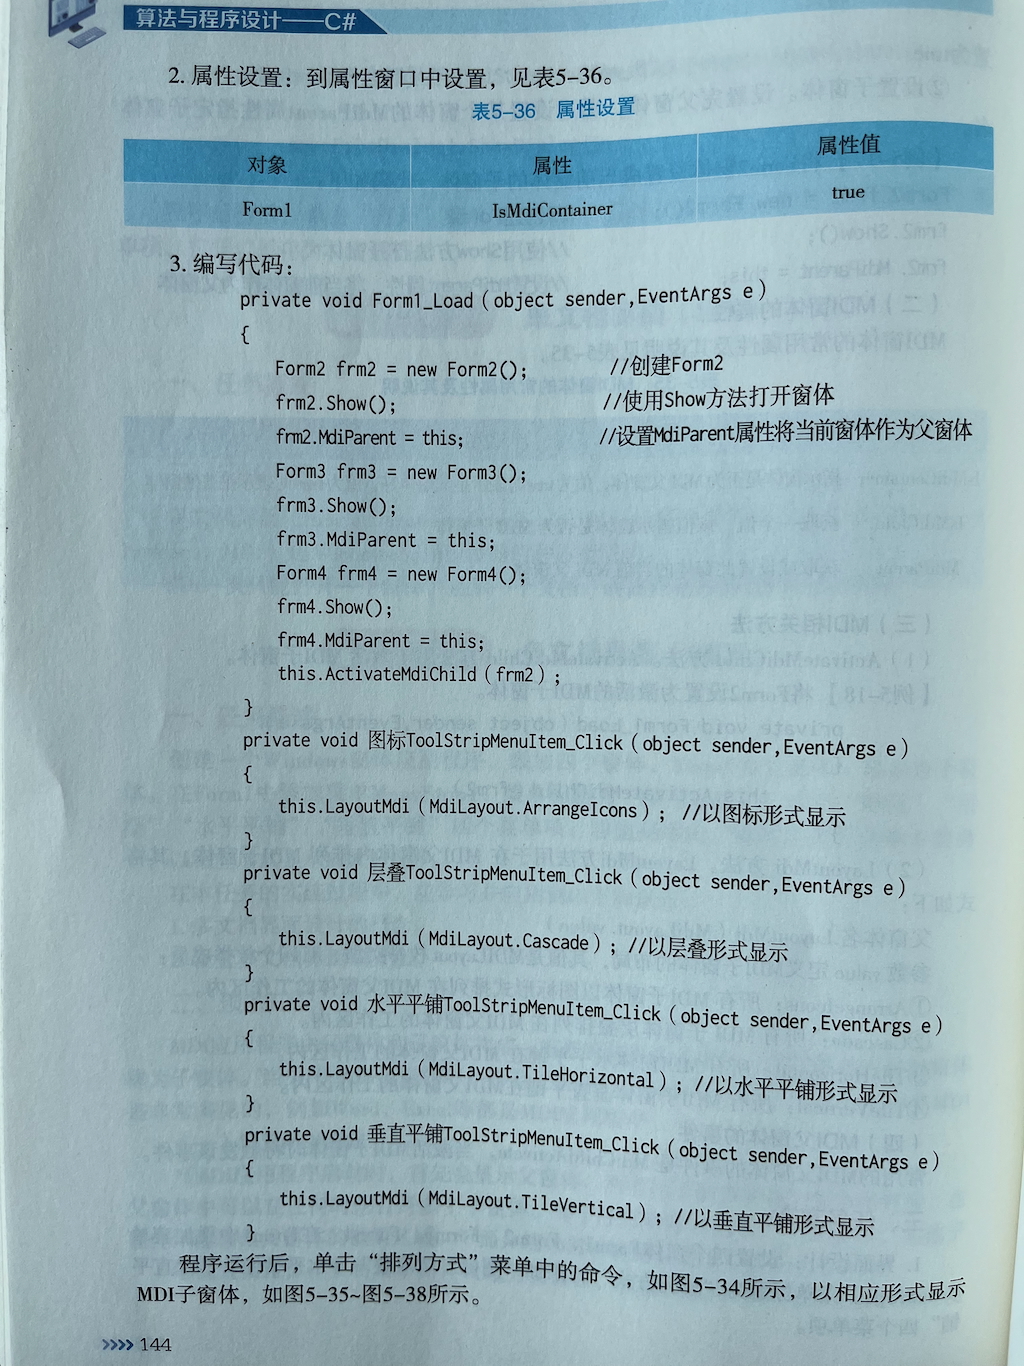 算法与程序设计——C#
2. 属性设置：到属性窗口中设置，见表5-36。
表5-36 属性设置
对象 属性 属性值
Form1 IsMdiContainer true
3. 编写代码：
private void Form1_Load（object sender,EventArgs e）
{
Form2 frm2 = new Form2(); //创建Form2
frm2.Show(); //使用Show方法打开窗体
frm2.MdiParent = this; //设置MdiParent属性将当前窗体作为父窗体
Form3 frm3 = new Form3();
frm3.Show();
frm3.MdiParent = this;
Form4 frm4 = new Form4();
frm4.Show();
frm4.MdiParent = this;
this.ActivateMdiChild（frm2）;
}
private void 图标ToolStripMenuItem_Click（object sender,EventArgs e）
{
this.LayoutMdi（MdiLayout.ArrangeIcons）; //以图标形式显示
}
private void 层叠ToolStripMenuItem_Click（object sender,EventArgs e）
{
this.LayoutMdi（MdiLayout.Cascade）; //以层叠形式显示
}
private void 水平平铺ToolStripMenuItem_Click（object sender,EventArgs e）
{
this.LayoutMdi（MdiLayout.TileHorizontal）; //以水平平铺形式显示
}
private void 垂直平铺ToolStripMenuItem_Click（object sender,EventArgs e）
{
this.LayoutMdi（MdiLayout.TileVertical）; //以垂直平铺形式显示
}
程序运行后，单击“排列方式”菜单中的命令，如图5-34所示，以相应形式显示
MDI子窗体，如图5-35~图5-38所示。
>>>> 144